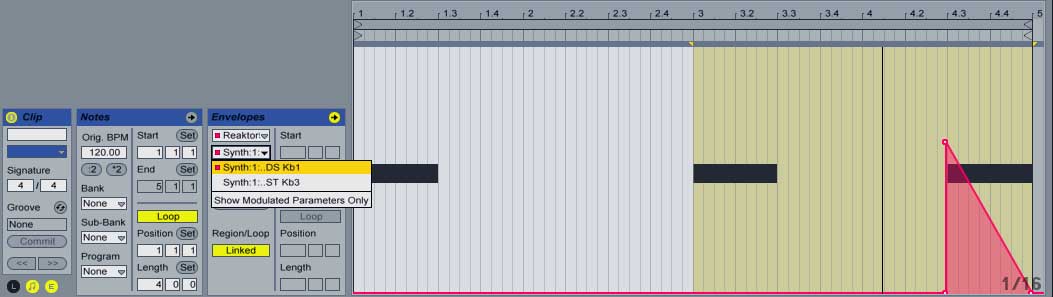 1 1.2 1.3 1.4 2 2.2 2.3 2.4 3 3.2 3.3 3.4 4 4.2 4.3 4.4 5
Clip
Signature
4 / 4
Groove
None
Commit
<< >>
L E
Notes
Orig. BPM
120.00
:2 *2
Bank
None
Sub-Bank
None
Program
None
Start Set
1 1 1
End Set
5 1 1
Loop
Position Set
1 1 1
Length Set
4 0 0
Envelopes
Reaktor
Synth:1:
Synth:1:..DS Kb1
Synth:1:..ST Kb3
Show Modulated Parameters Only
Region/Loop
Linked
Start
Set
Loop
Position
Length
1/16